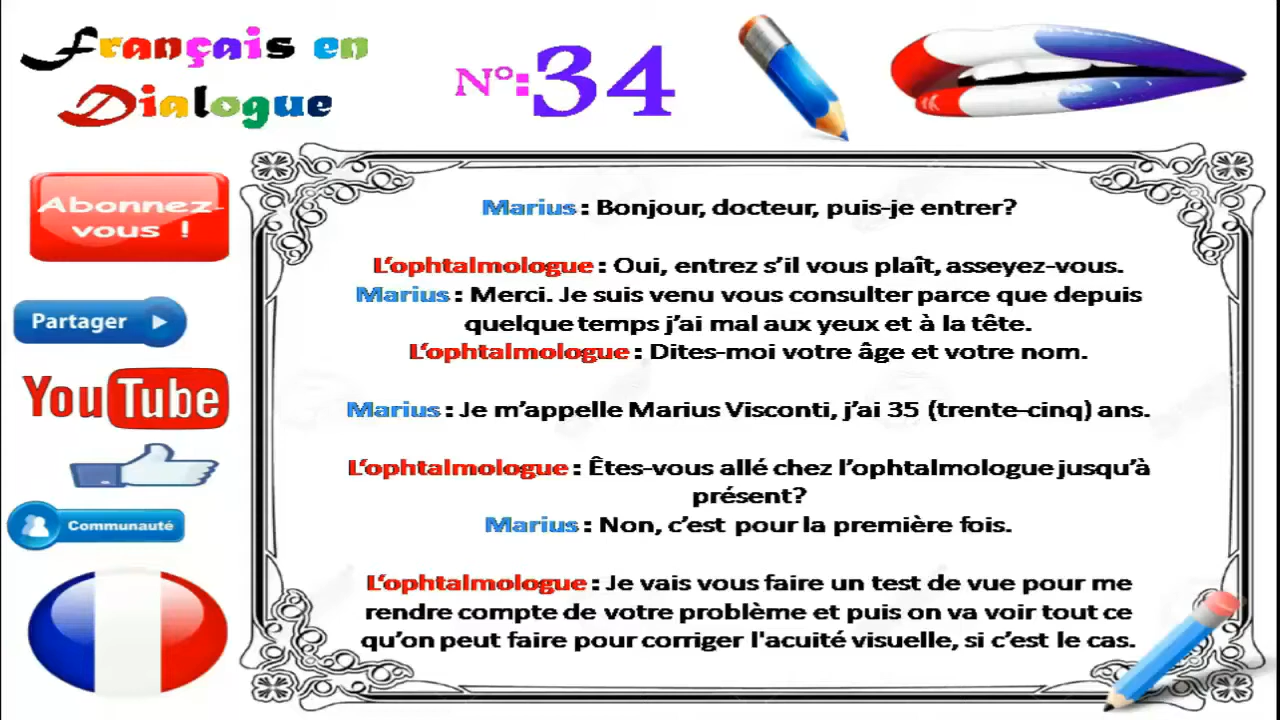 Français en
Dialogue
N°:34
Abonnez-
vous !
Partager
YouTube
Communauté
Marius : Bonjour, docteur, puis-je entrer?
L'ophtalmologue : Oui, entrez s'il vous plaît, asseyez-vous.
Marius : Merci. Je suis venu vous consulter parce que depuis
quelque temps j'ai mal aux yeux et à la tête.
L'ophtalmologue : Dites-moi votre âge et votre nom.
Marius : Je m'appelle Marius Visconti, j'ai 35 (trente-cinq) ans.
L'ophtalmologue : Êtes-vous allé chez l'ophtalmologue jusqu'à
présent?
Marius : Non, c'est pour la première fois.
L'ophtalmologue : Je vais vous faire un test de vue pour me
rendre compte de votre problème et puis on va voir tout ce
qu'on peut faire pour corriger l'acuité visuelle, si c'est le cas.